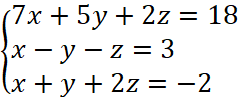 7x + 5y + 2z = 18
x − y − z = 3
x + y + 2z = −2